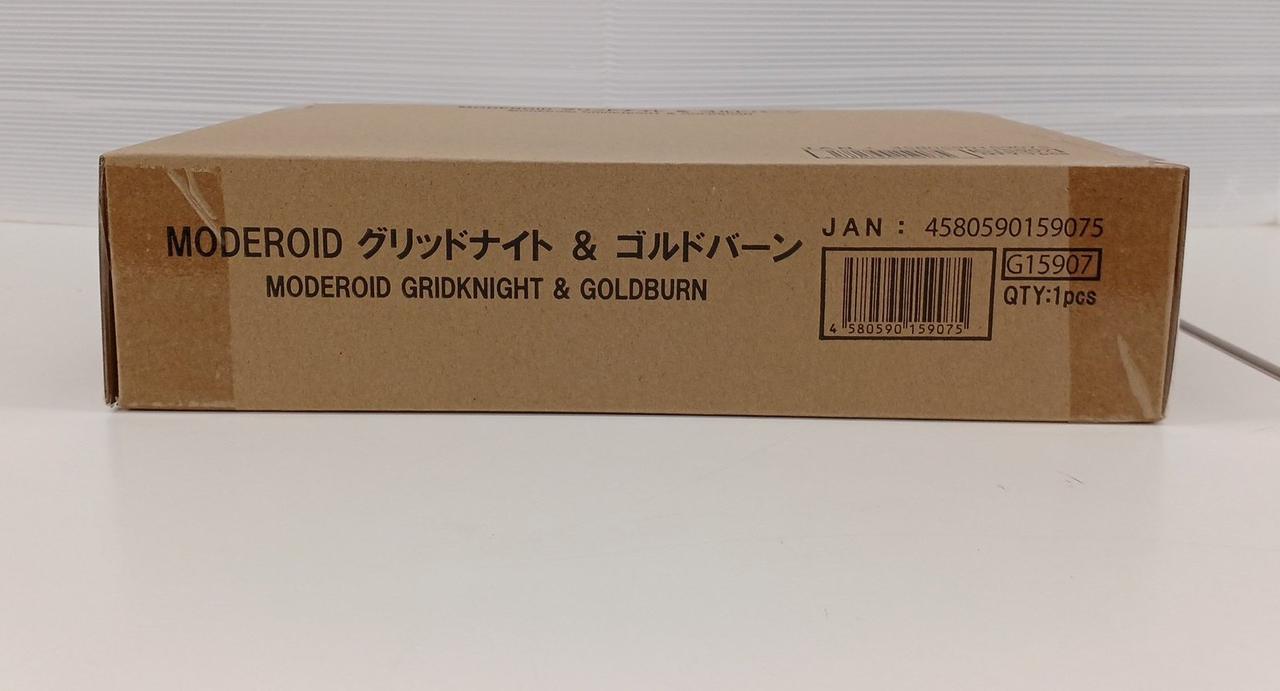 MODEROID グリッドナイト & ゴルドバーン
MODEROID GRIDKNIGHT & GOLDBURN
JAN : 4580590159075
G15907
QTY:1pcs
4 580590 159075